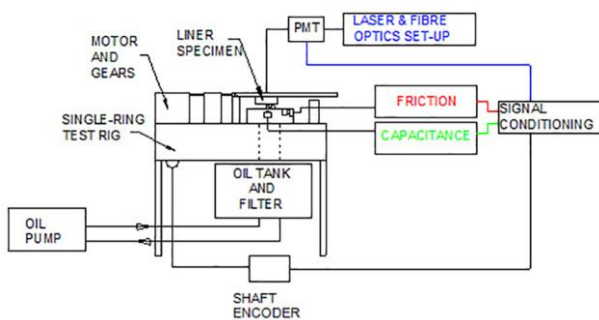 MOTOR
AND
GEARS
LINER
SPECIMEN
PMT
LASER & FIBRE
OPTICS SET-UP
SINGLE-RING
TEST RIG
FRICTION
CAPACITANCE
SIGNAL
CONDITIONING
OIL TANK
AND
FILTER
OIL
PUMP
SHAFT
ENCODER